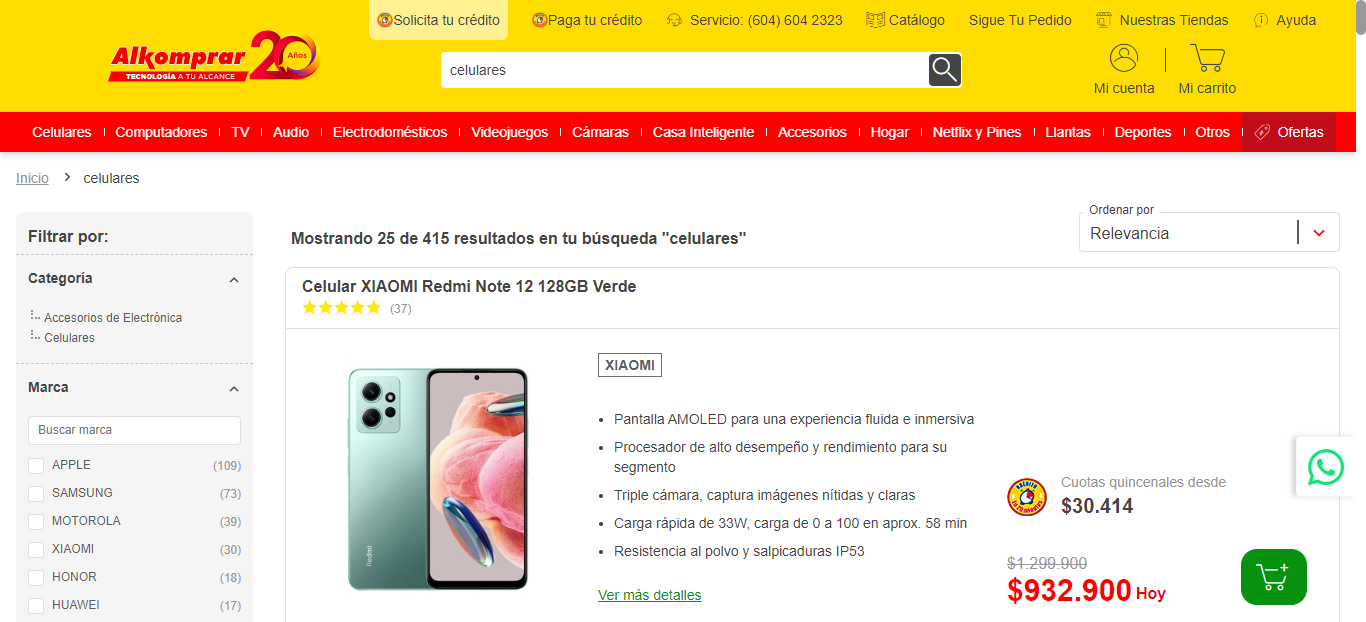 Solicita tu crédito
Paga tu crédito
Servicio: (604) 604 2323
Catálogo
Sigue Tu Pedido
Nuestras Tiendas
Ayuda
Alkomprar 20 Años
TECNOLOGÍA A TU ALCANCE
celulares
Mi cuenta
Mi carrito
Celulares
Computadores
TV
Audio
Electrodomésticos
Videojuegos
Cámaras
Casa Inteligente
Accesorios
Hogar
Netflix y Pines
Llantas
Deportes
Otros
Ofertas
Inicio > celulares
Filtrar por:
Categoría
Accesorios de Electrónica
Celulares
Marca
Buscar marca
APPLE (109)
SAMSUNG (73)
MOTOROLA (39)
XIAOMI (30)
HONOR (18)
HUAWEI (17)
Mostrando 25 de 415 resultados en tu búsqueda "celulares"
Ordenar por
Relevancia
Celular XIAOMI Redmi Note 12 128GB Verde
(37)
Redmi
XIAOMI
Pantalla AMOLED para una experiencia fluida e inmersiva
Procesador de alto desempeño y rendimiento para su
segmento
Triple cámara, captura imágenes nítidas y claras
Carga rápida de 33W, carga de 0 a 100 en aprox. 58 min
Resistencia al polvo y salpicaduras IP53
Ver más detalles
Cuotas quincenales desde
$30.414
$1.299.900
$932.900 Hoy